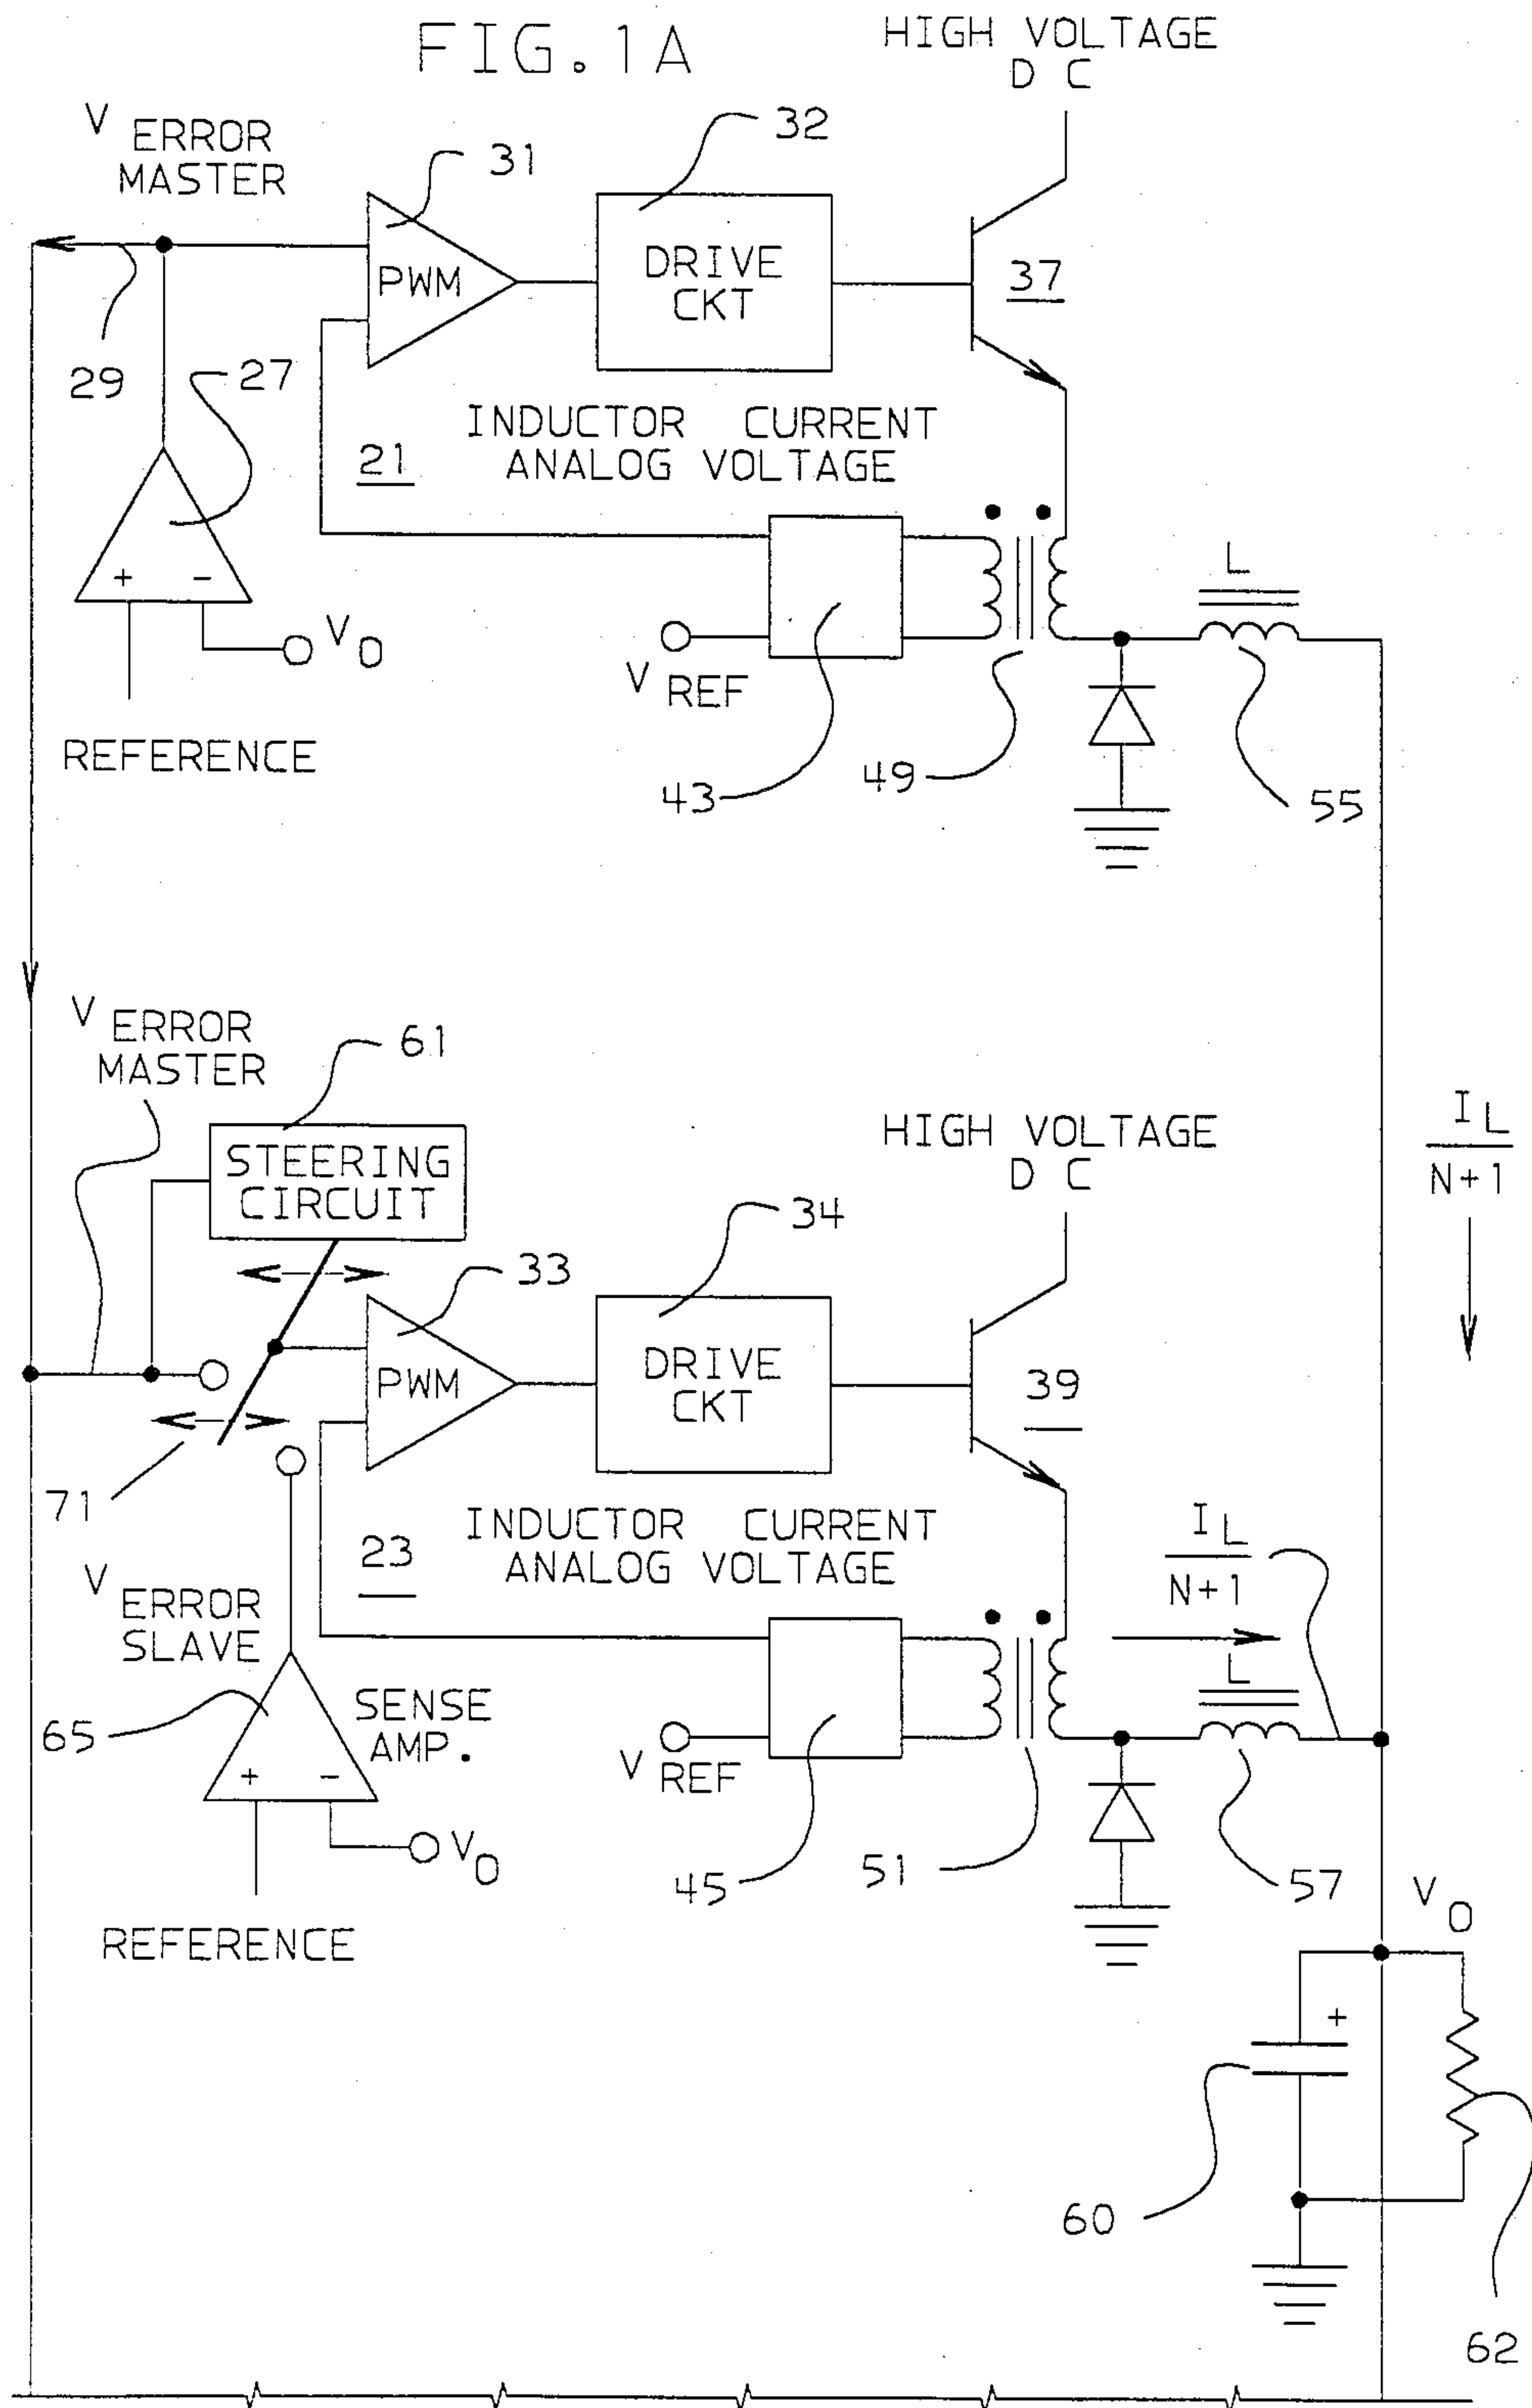 FIG. 1A
HIGH VOLTAGE
D C
V ERROR
MASTER
31
32
PWM
DRIVE
CKT
37
29
27
21
INDUCTOR CURRENT
ANALOG VOLTAGE
+ −
V O
REFERENCE
V REF
L
43
49
55
V ERROR
MASTER
61
STEERING
CIRCUIT
HIGH VOLTAGE
D C
I L
N+1
33
34
PWM
DRIVE
CKT
39
71
23
INDUCTOR CURRENT
ANALOG VOLTAGE
I L
N+1
V ERROR
SLAVE
L
65
SENSE
AMP.
+ −
V O
REFERENCE
V REF
45
51
57
V O
+
60
62